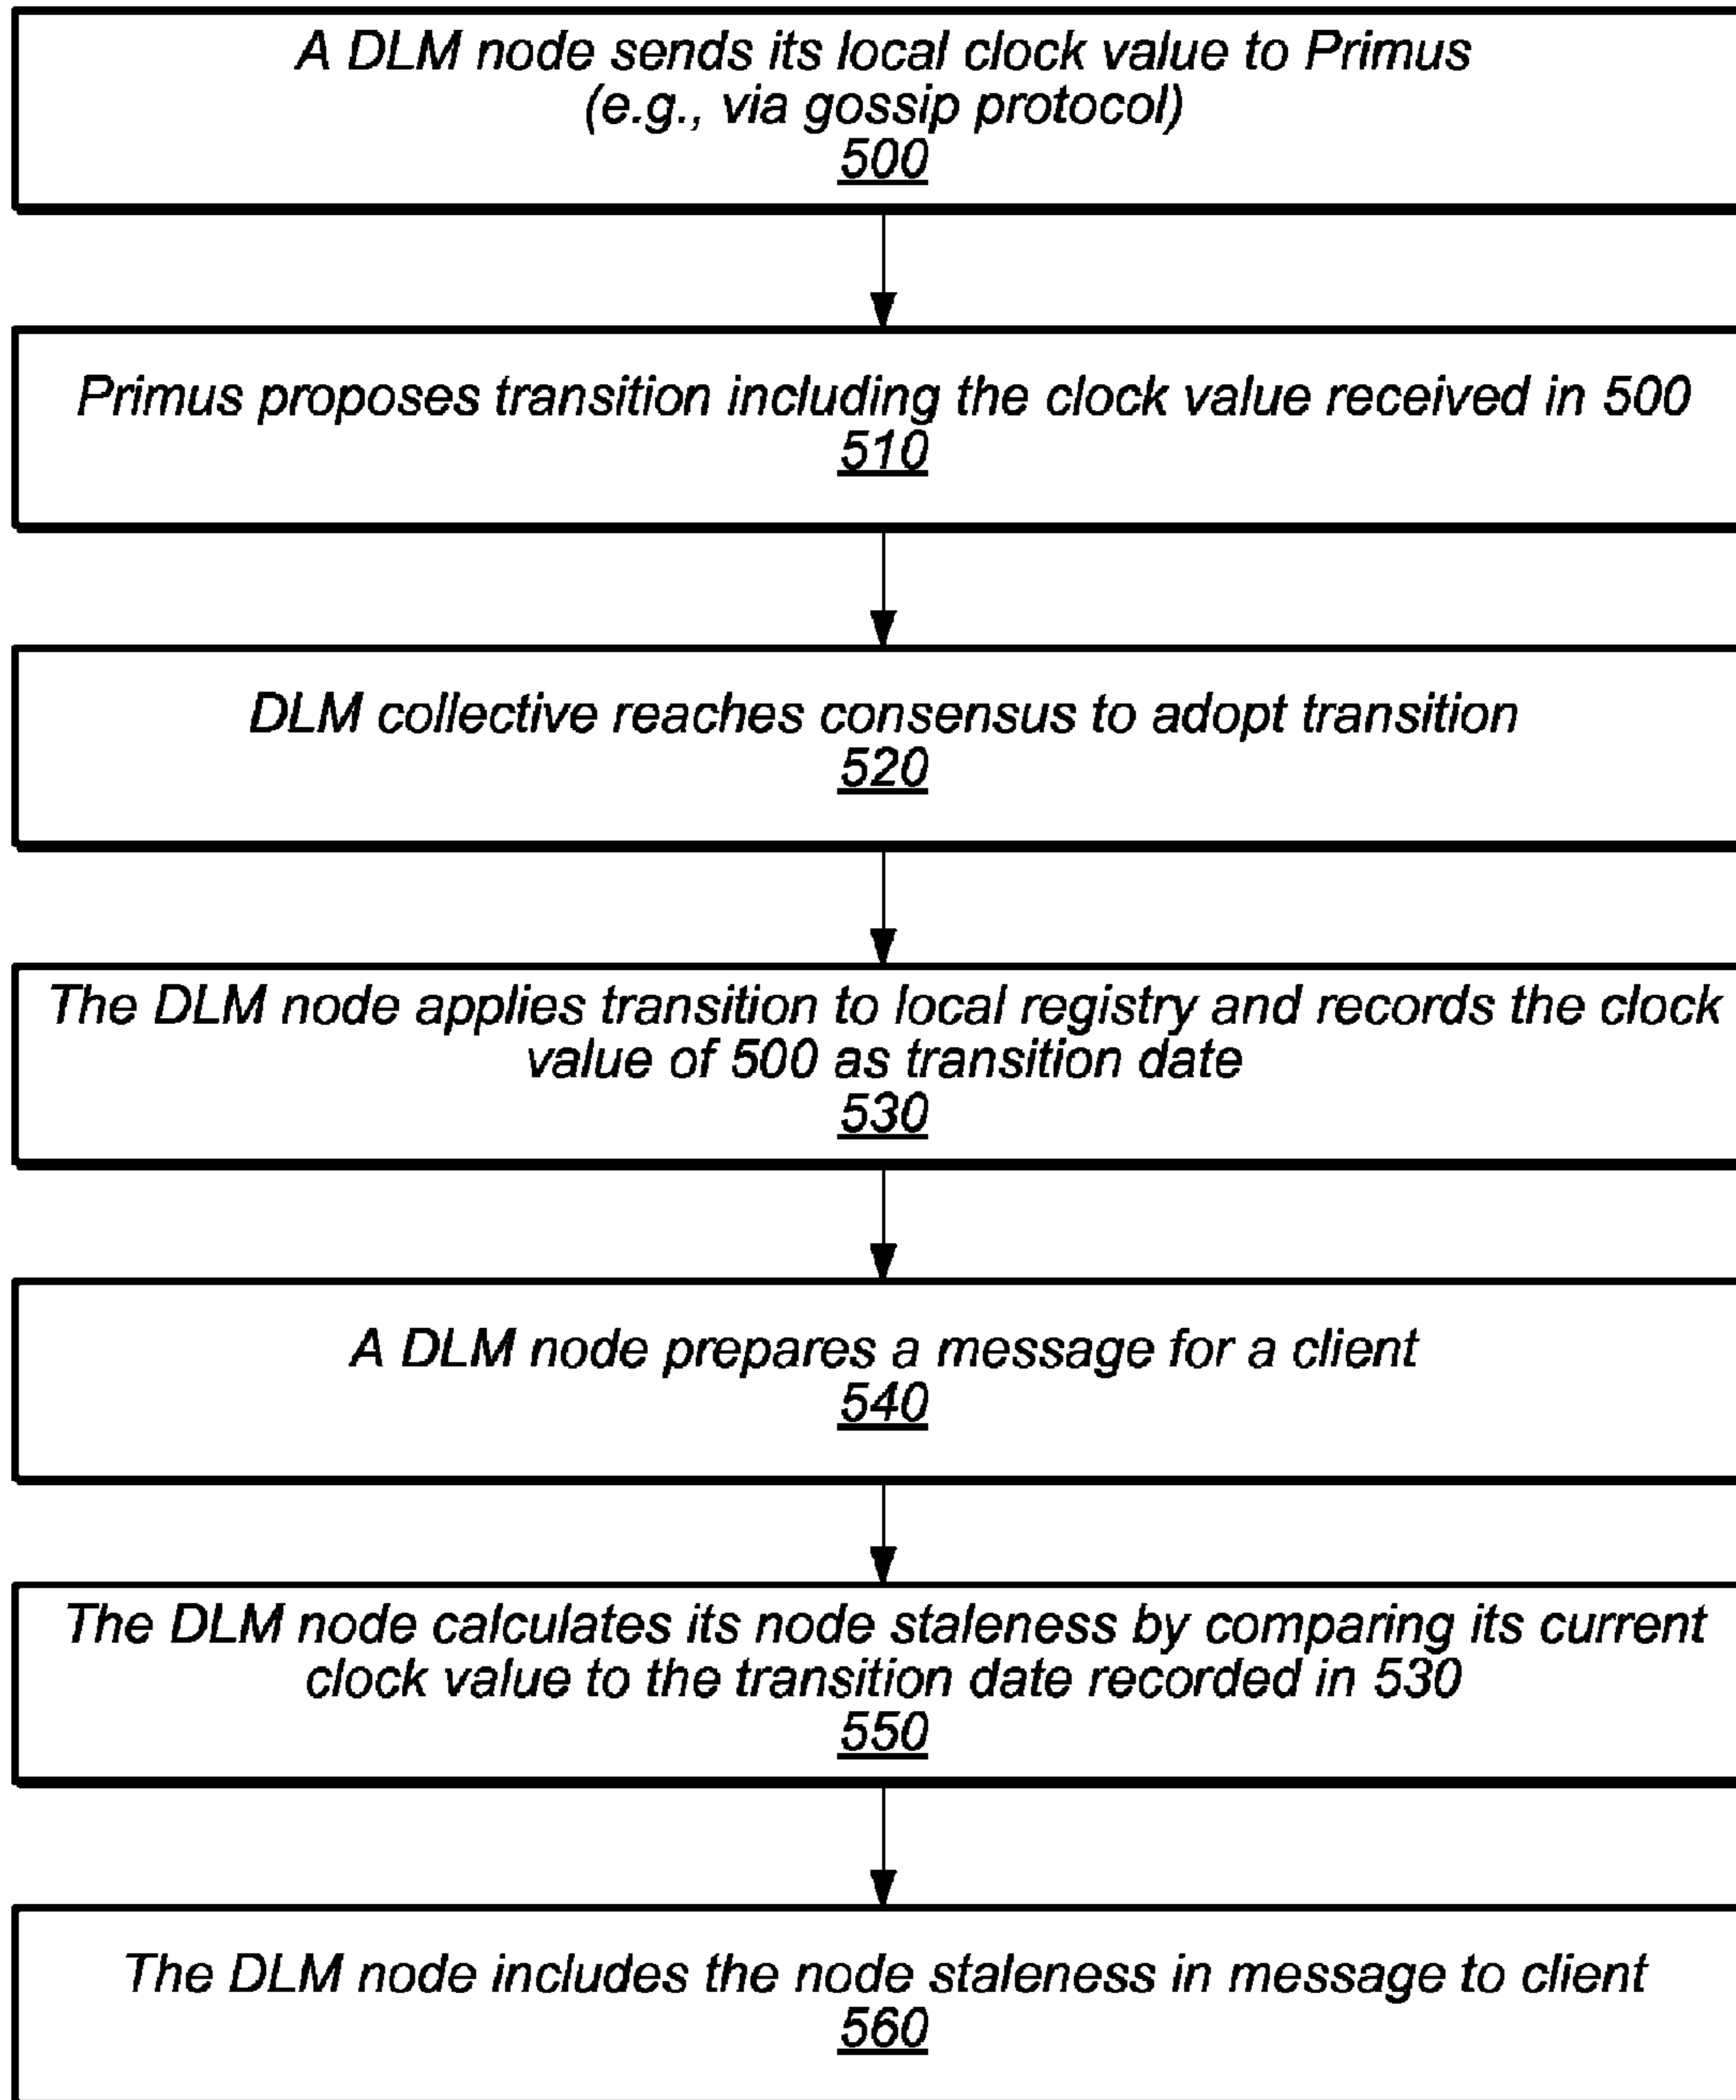 A DLM node sends its local clock value to Primus
(e.g., via gossip protocol)
500
Primus proposes transition including the clock value received in 500
510
DLM collective reaches consensus to adopt transition
520
The DLM node applies transition to local registry and records the clock
value of 500 as transition date
530
A DLM node prepares a message for a client
540
The DLM node calculates its node staleness by comparing its current
clock value to the transition date recorded in 530
550
The DLM node includes the node staleness in message to client
560